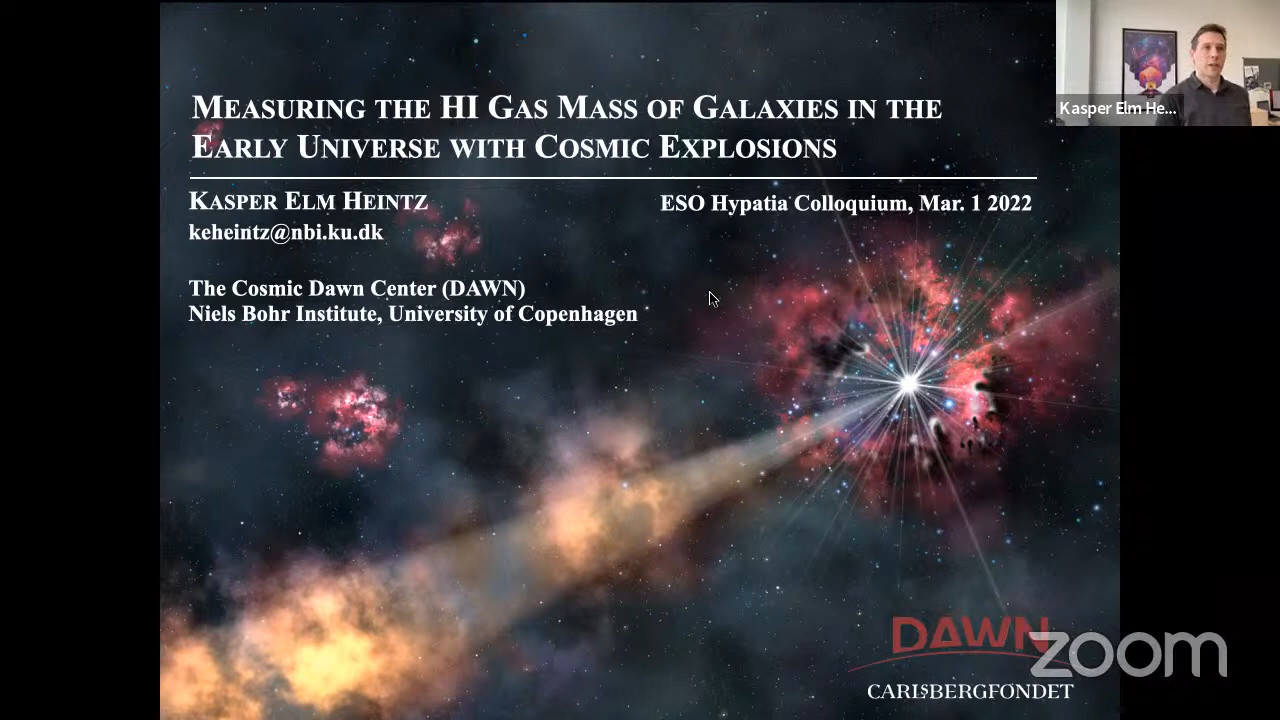 MEASURING THE HI GAS MASS OF GALAXIES IN THE
EARLY UNIVERSE WITH COSMIC EXPLOSIONS
KASPER ELM HEINTZ
ESO Hypatia Colloquium, Mar. 1 2022
keheintz@nbi.ku.dk
The Cosmic Dawn Center (DAWN)
Niels Bohr Institute, University of Copenhagen
Kasper Elm He...
DAWN
zoom
CARLSBERGFONDET